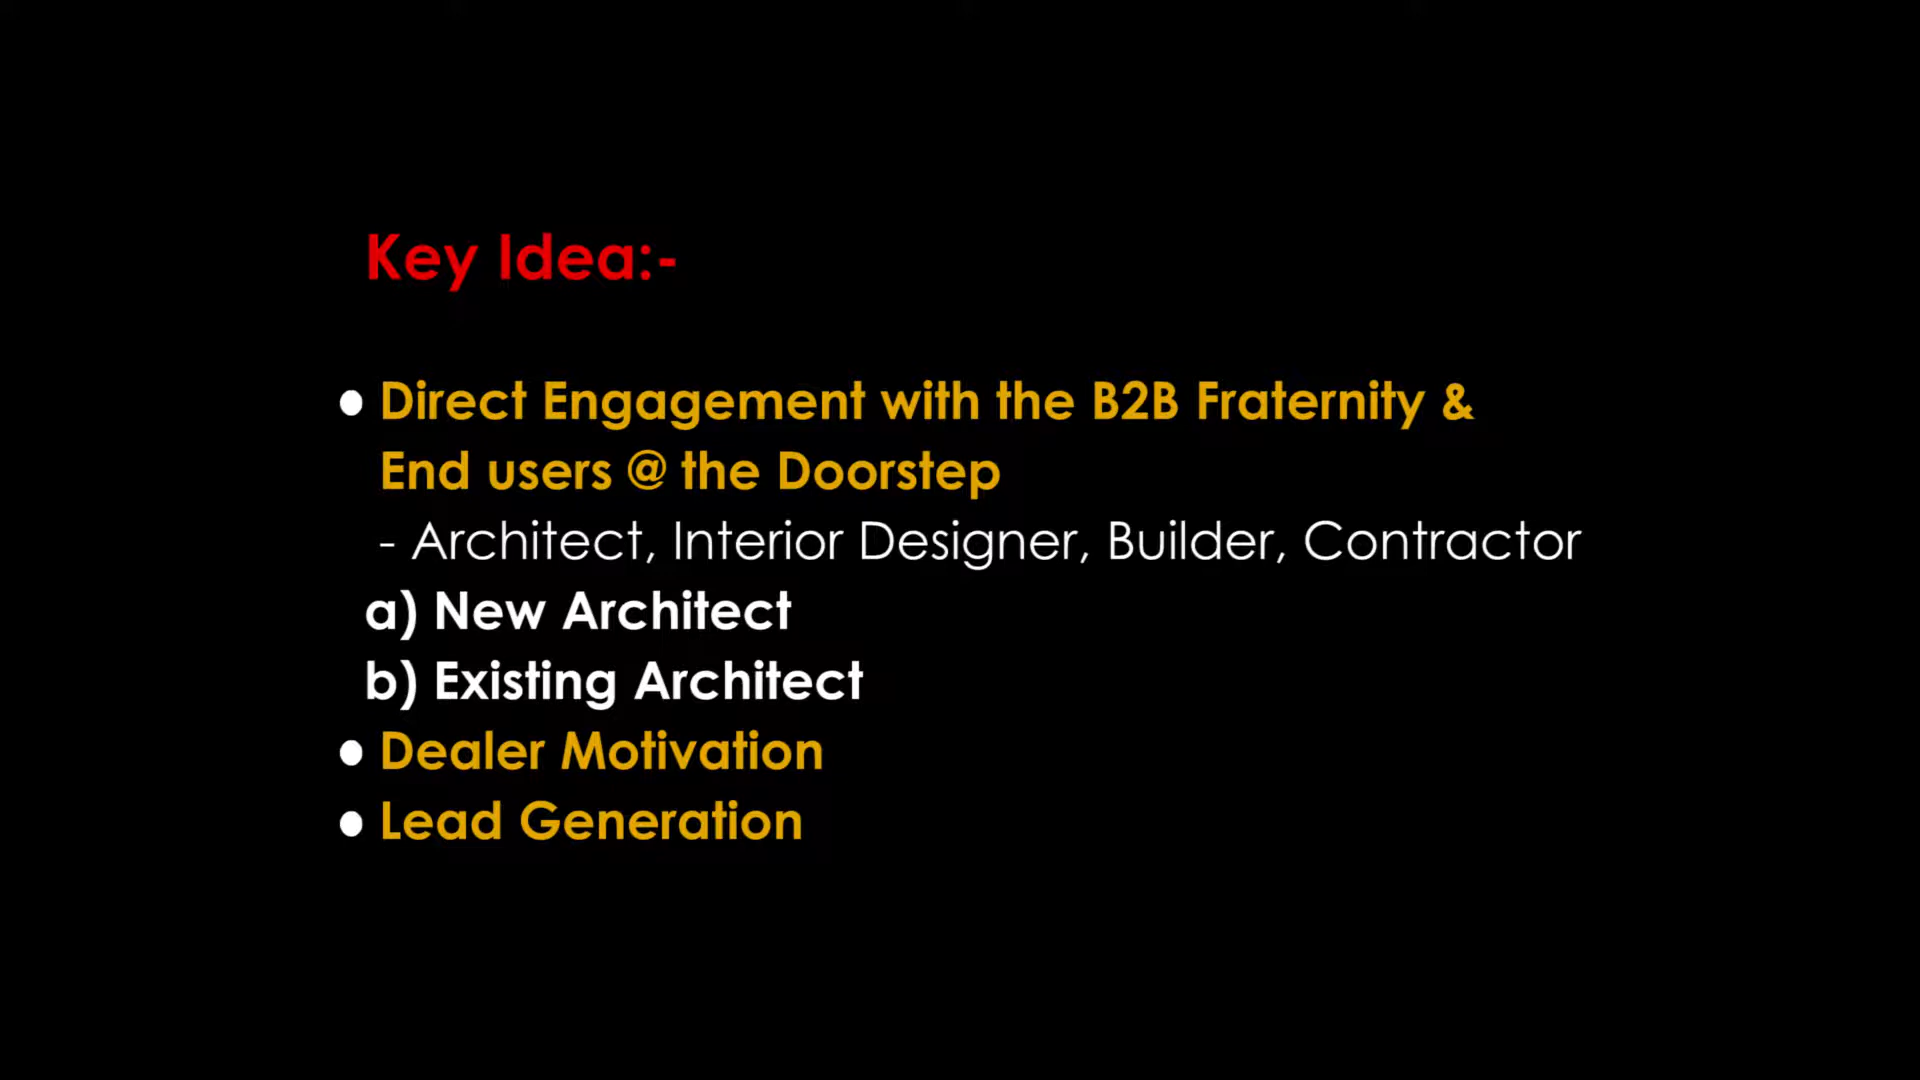 Key Idea:-
● Direct Engagement with the B2B Fraternity &
End users @ the Doorstep
- Architect, Interior Designer, Builder, Contractor
a) New Architect
b) Existing Architect
● Dealer Motivation
● Lead Generation